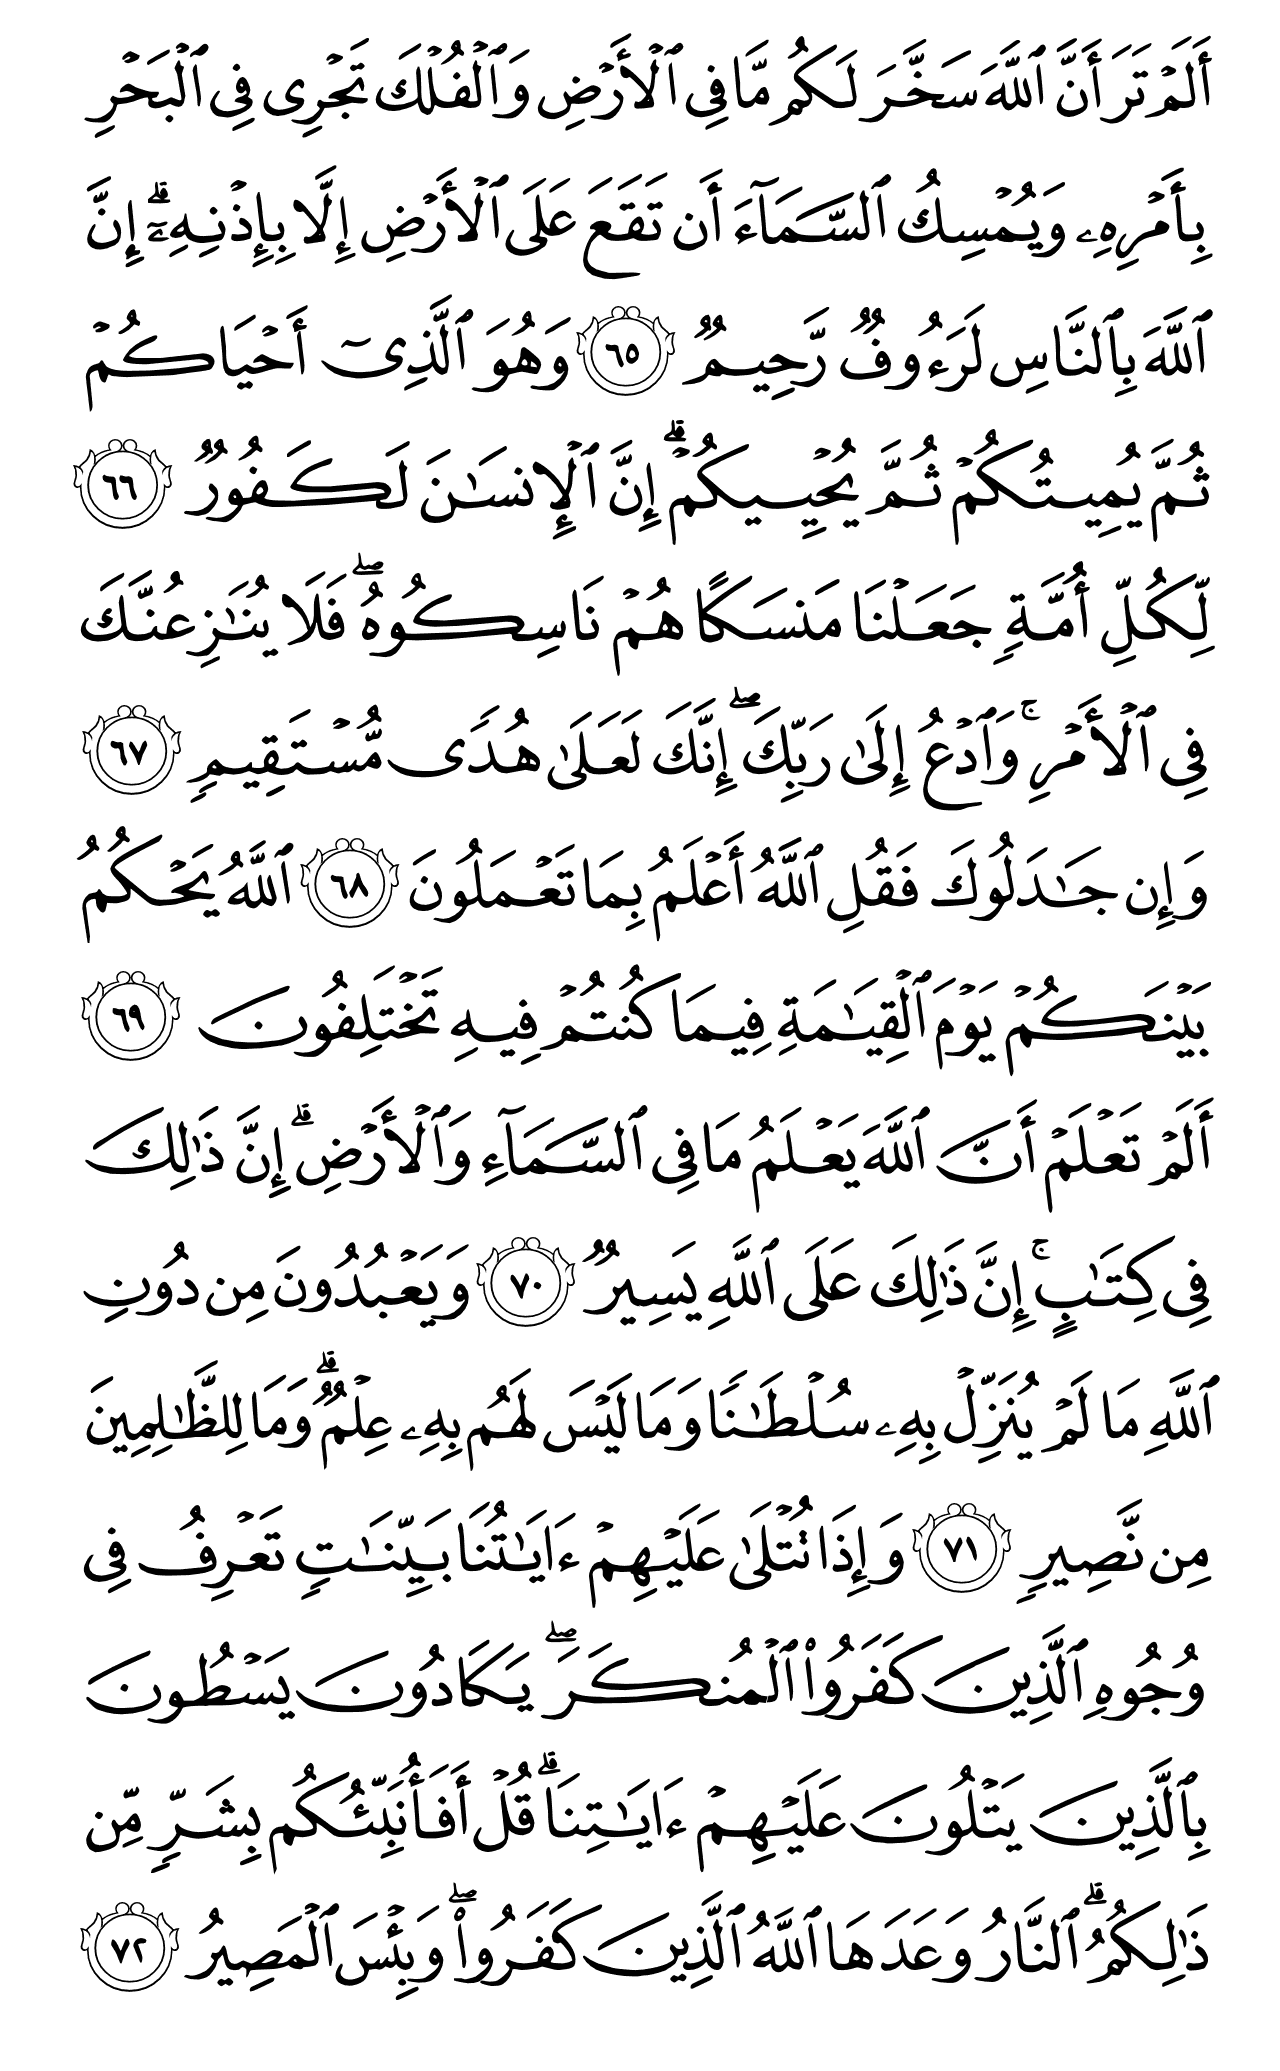 أَلَمۡ تَرَ أَنَّ ٱللَّهَ سَخَّرَ لَكُم مَّا فِي ٱلۡأَرۡضِ وَٱلۡفُلۡكَ تَجۡرِي فِي ٱلۡبَحۡرِ
بِأَمۡرِهِۦ وَيُمۡسِكُ ٱلسَّمَآءَ أَن تَقَعَ عَلَى ٱلۡأَرۡضِ إِلَّا بِإِذۡنِهِۦٓۚ إِنَّ
ٱللَّهَ بِٱلنَّاسِ لَرَءُوفٞ رَّحِيمٞ ٦٥ وَهُوَ ٱلَّذِيٓ أَحۡيَاكُمۡ
ثُمَّ يُمِيتُكُمۡ ثُمَّ يُحۡيِيكُمۡۗ إِنَّ ٱلۡإِنسَٰنَ لَكَفُورٞ ٦٦
لِّكُلِّ أُمَّةٖ جَعَلۡنَا مَنسَكًا هُمۡ نَاسِكُوهُۖ فَلَا يُنَٰزِعُنَّكَ
فِي ٱلۡأَمۡرِۚ وَٱدۡعُ إِلَىٰ رَبِّكَۖ إِنَّكَ لَعَلَىٰ هُدٗى مُّسۡتَقِيمٖ ٦٧
وَإِن جَٰدَلُوكَ فَقُلِ ٱللَّهُ أَعۡلَمُ بِمَا تَعۡمَلُونَ ٦٨ ٱللَّهُ يَحۡكُمُ
بَيۡنَكُمۡ يَوۡمَ ٱلۡقِيَٰمَةِ فِيمَا كُنتُمۡ فِيهِ تَخۡتَلِفُونَ ٦٩
أَلَمۡ تَعۡلَمۡ أَنَّ ٱللَّهَ يَعۡلَمُ مَا فِي ٱلسَّمَآءِ وَٱلۡأَرۡضِۗ إِنَّ ذَٰلِكَ
فِي كِتَٰبٍۚ إِنَّ ذَٰلِكَ عَلَى ٱللَّهِ يَسِيرٞ ٧٠ وَيَعۡبُدُونَ مِن دُونِ
ٱللَّهِ مَا لَمۡ يُنَزِّلۡ بِهِۦ سُلۡطَٰنٗا وَمَا لَيۡسَ لَهُم بِهِۦ عِلۡمٞۗ وَمَا لِلظَّٰلِمِينَ
مِن نَّصِيرٖ ٧١ وَإِذَا تُتۡلَىٰ عَلَيۡهِمۡ ءَايَٰتُنَا بَيِّنَٰتٖ تَعۡرِفُ فِي
وُجُوهِ ٱلَّذِينَ كَفَرُواْ ٱلۡمُنكَرَۖ يَكَادُونَ يَسۡطُونَ
بِٱلَّذِينَ يَتۡلُونَ عَلَيۡهِمۡ ءَايَٰتِنَاۗ قُلۡ أَفَأُنَبِّئُكُم بِشَرّٖ مِّن
ذَٰلِكُمُۗ ٱلنَّارُ وَعَدَهَا ٱللَّهُ ٱلَّذِينَ كَفَرُواْۖ وَبِئۡسَ ٱلۡمَصِيرُ ٧٢